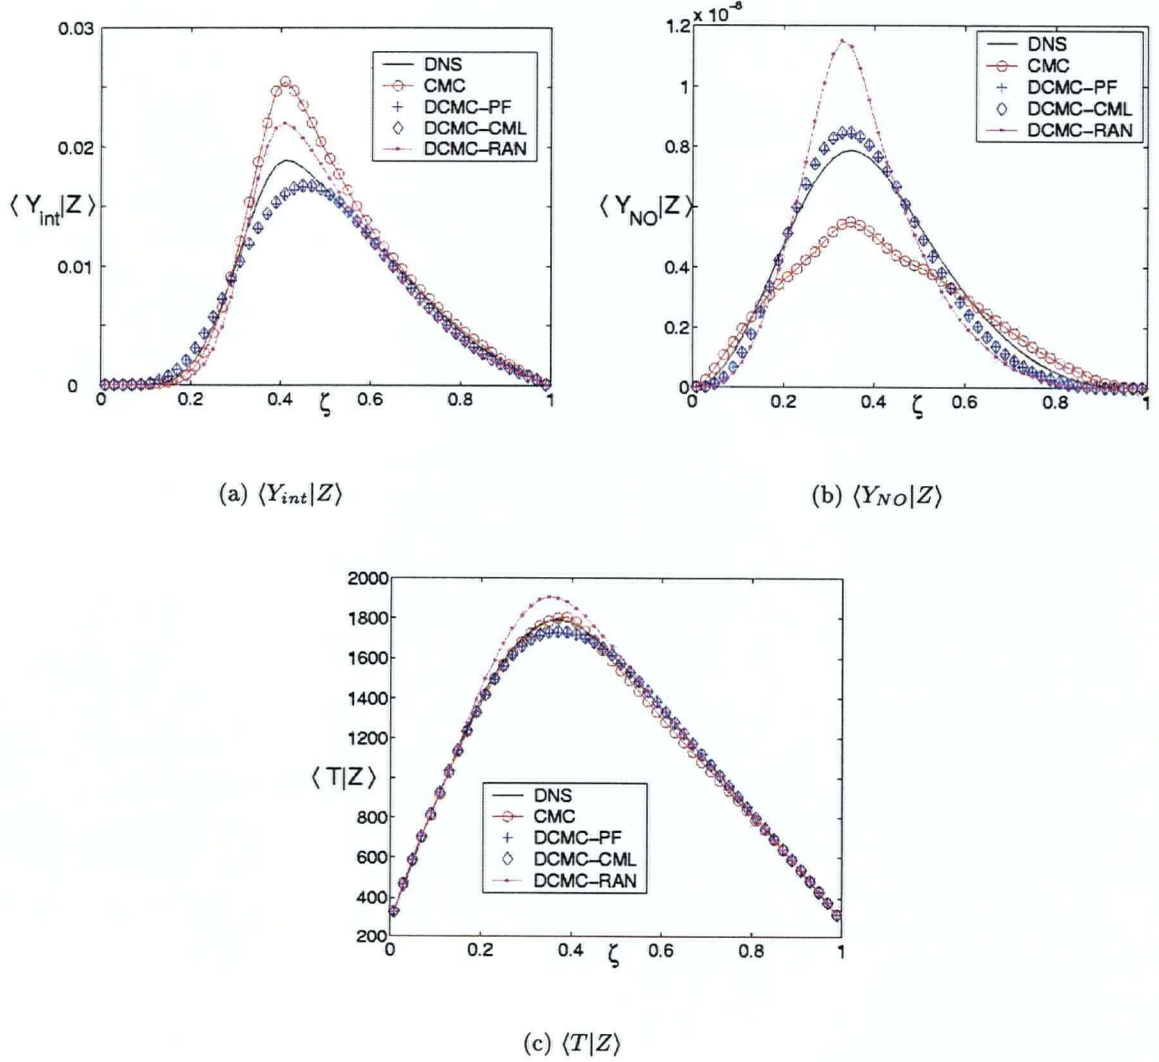 0.03
0.02
0.01
0
⟨ Y_int|Z ⟩
DNS
CMC
DCMC-PF
DCMC-CML
DCMC-RAN
0 0.2 0.4 0.6 0.8 1
ζ
(a) ⟨Y_int|Z⟩
x 10^-6
1.2
1
0.8
⟨ Y_NO|Z ⟩
0.4
0.2
0
DNS
CMC
DCMC-PF
DCMC-CML
DCMC-RAN
0 0.2 0.4 0.6 0.8 1
ζ
(b) ⟨Y_NO|Z⟩
2000
1800
1600
1400
1200
⟨ T|Z ⟩
800
600
400
200
DNS
CMC
DCMC-PF
DCMC-CML
DCMC-RAN
0 0.2 0.4 0.6 0.8 1
ζ
(c) ⟨T|Z⟩